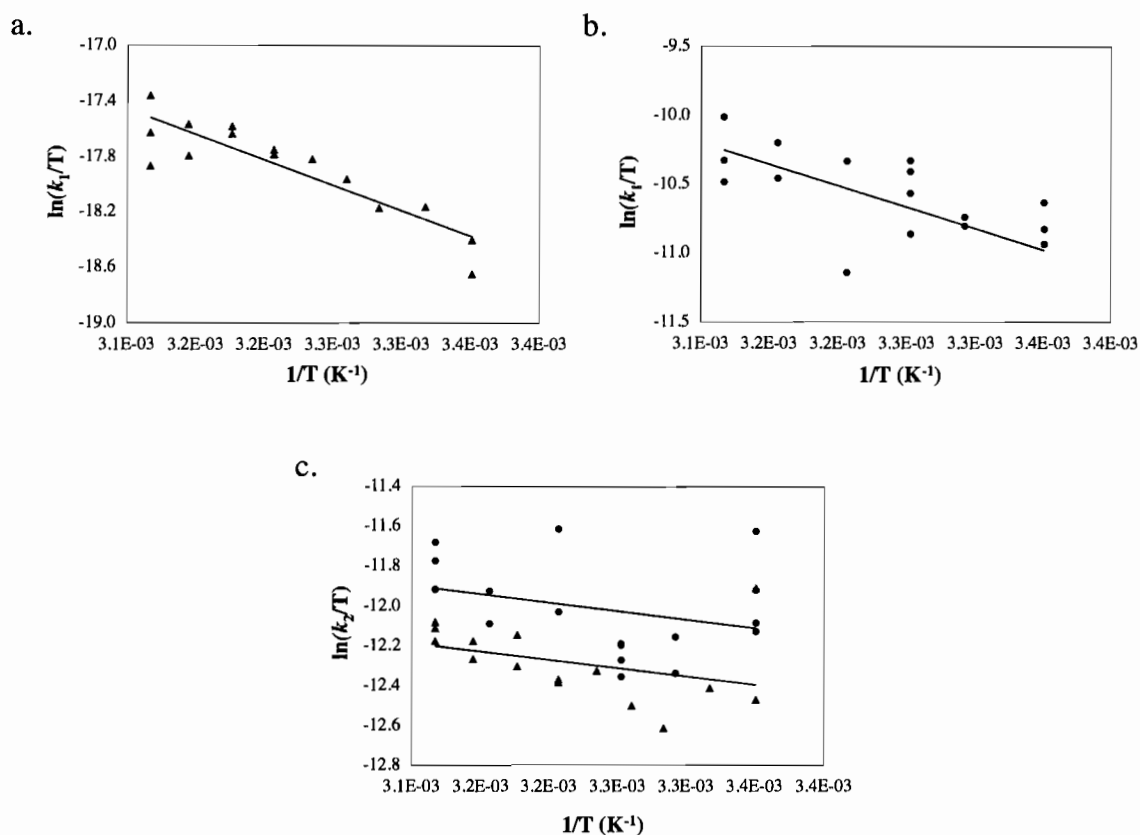 a.
-17.0
-17.4
-17.8
-18.2
-18.6
-19.0
ln(k₁/T)
3.1E-03 3.2E-03 3.2E-03 3.3E-03 3.3E-03 3.4E-03 3.4E-03
1/T (K⁻¹)
b.
-9.5
-10.0
-10.5
-11.0
-11.5
ln(k₁/T)
3.1E-03 3.2E-03 3.2E-03 3.3E-03 3.3E-03 3.4E-03 3.4E-03
1/T (K⁻¹)
c.
-11.4
-11.6
-11.8
-12.0
-12.2
-12.4
-12.6
-12.8
ln(k₂/T)
3.1E-03 3.2E-03 3.2E-03 3.3E-03 3.3E-03 3.4E-03 3.4E-03
1/T (K⁻¹)